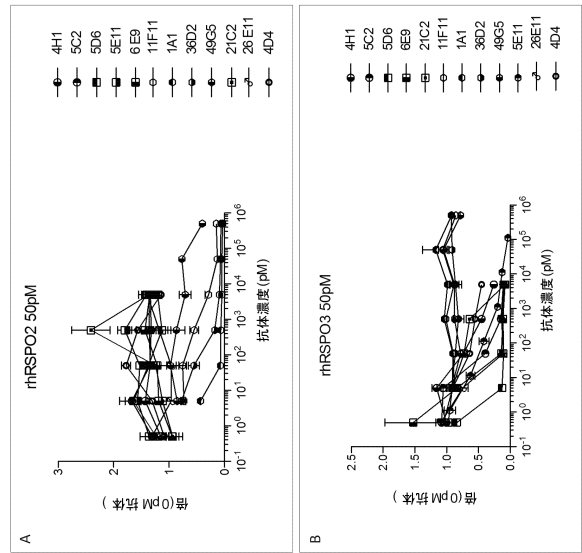 A
rhRSPO2 50pM
倍 (0pM 抗体 )
3
2
1
0
10-1
100
101
102
103
104
105
106
抗体濃度(pM)
4H1
5C2
5D6
5E11
6E9
11F11
1A1
36D2
49G5
21C2
26E11
4D4
B
rhRSPO3 50pM
倍 (0pM 抗体 )
2.5
2.0
1.5
1.0
0.5
0.0
10-1
100
101
102
103
104
105
106
抗体濃度(pM)
4H1
5C2
5D6
6E9
21C2
11F11
1A1
36D2
49G5
5E11
26E11
4D4